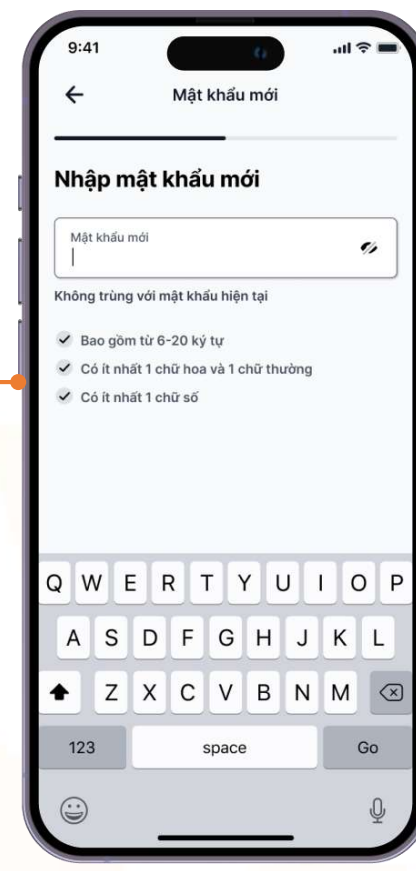 9:41
Mật khẩu mới
Nhập mật khẩu mới
Mật khẩu mới
Không trùng với mật khẩu hiện tại
Bao gồm từ 6-20 ký tự
Có ít nhất 1 chữ hoa và 1 chữ thường
Có ít nhất 1 chữ số
Q W E R T Y U I O P
A S D F G H J K L
Z X C V B N M
123 space Go